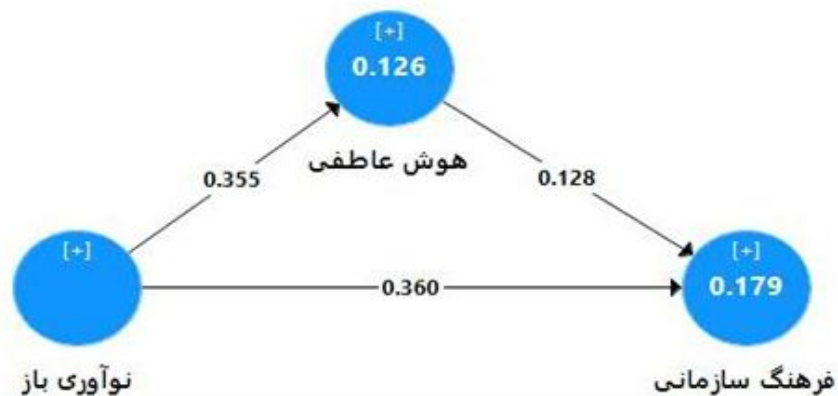 [+]
0.126
هوش عاطفی
0.355
0.128
[+]
[+]
0.179
0.360
نوآوری باز
فرهنگ سازمانی